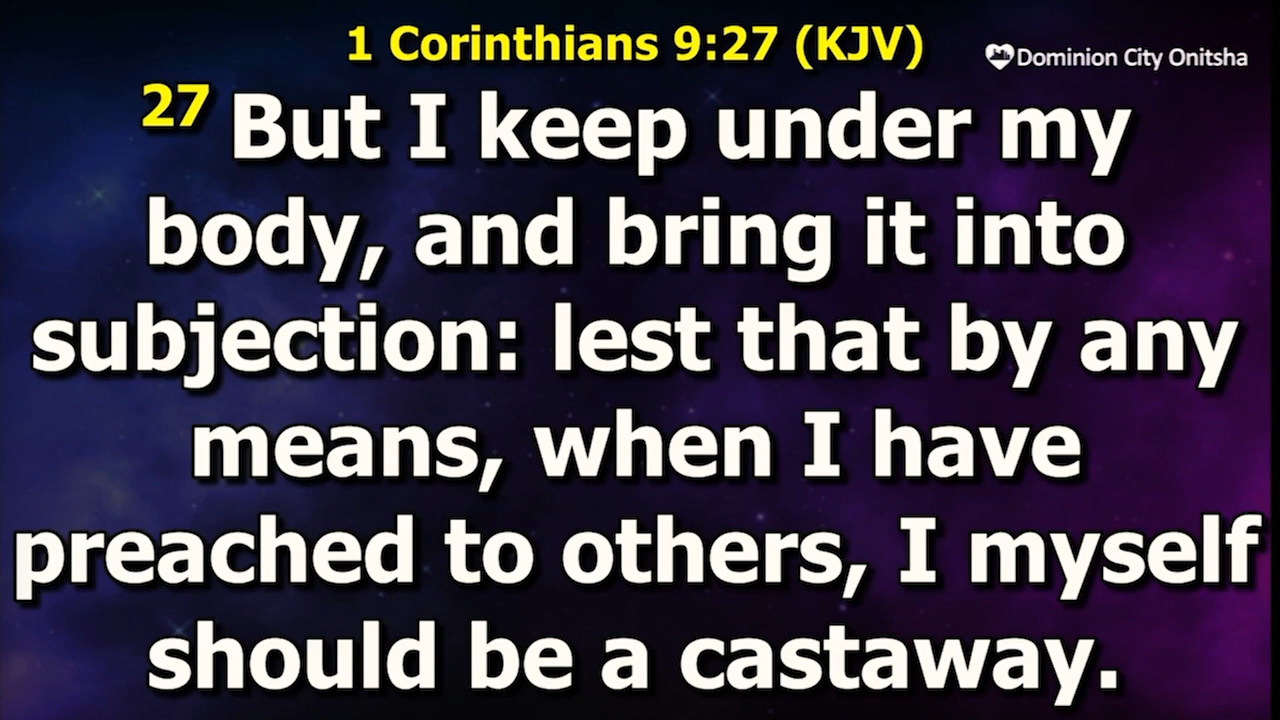 1 Corinthians 9:27 (KJV)
Dominion City Onitsha
27 But I keep under my
body, and bring it into
subjection: lest that by any
means, when I have
preached to others, I myself
should be a castaway.